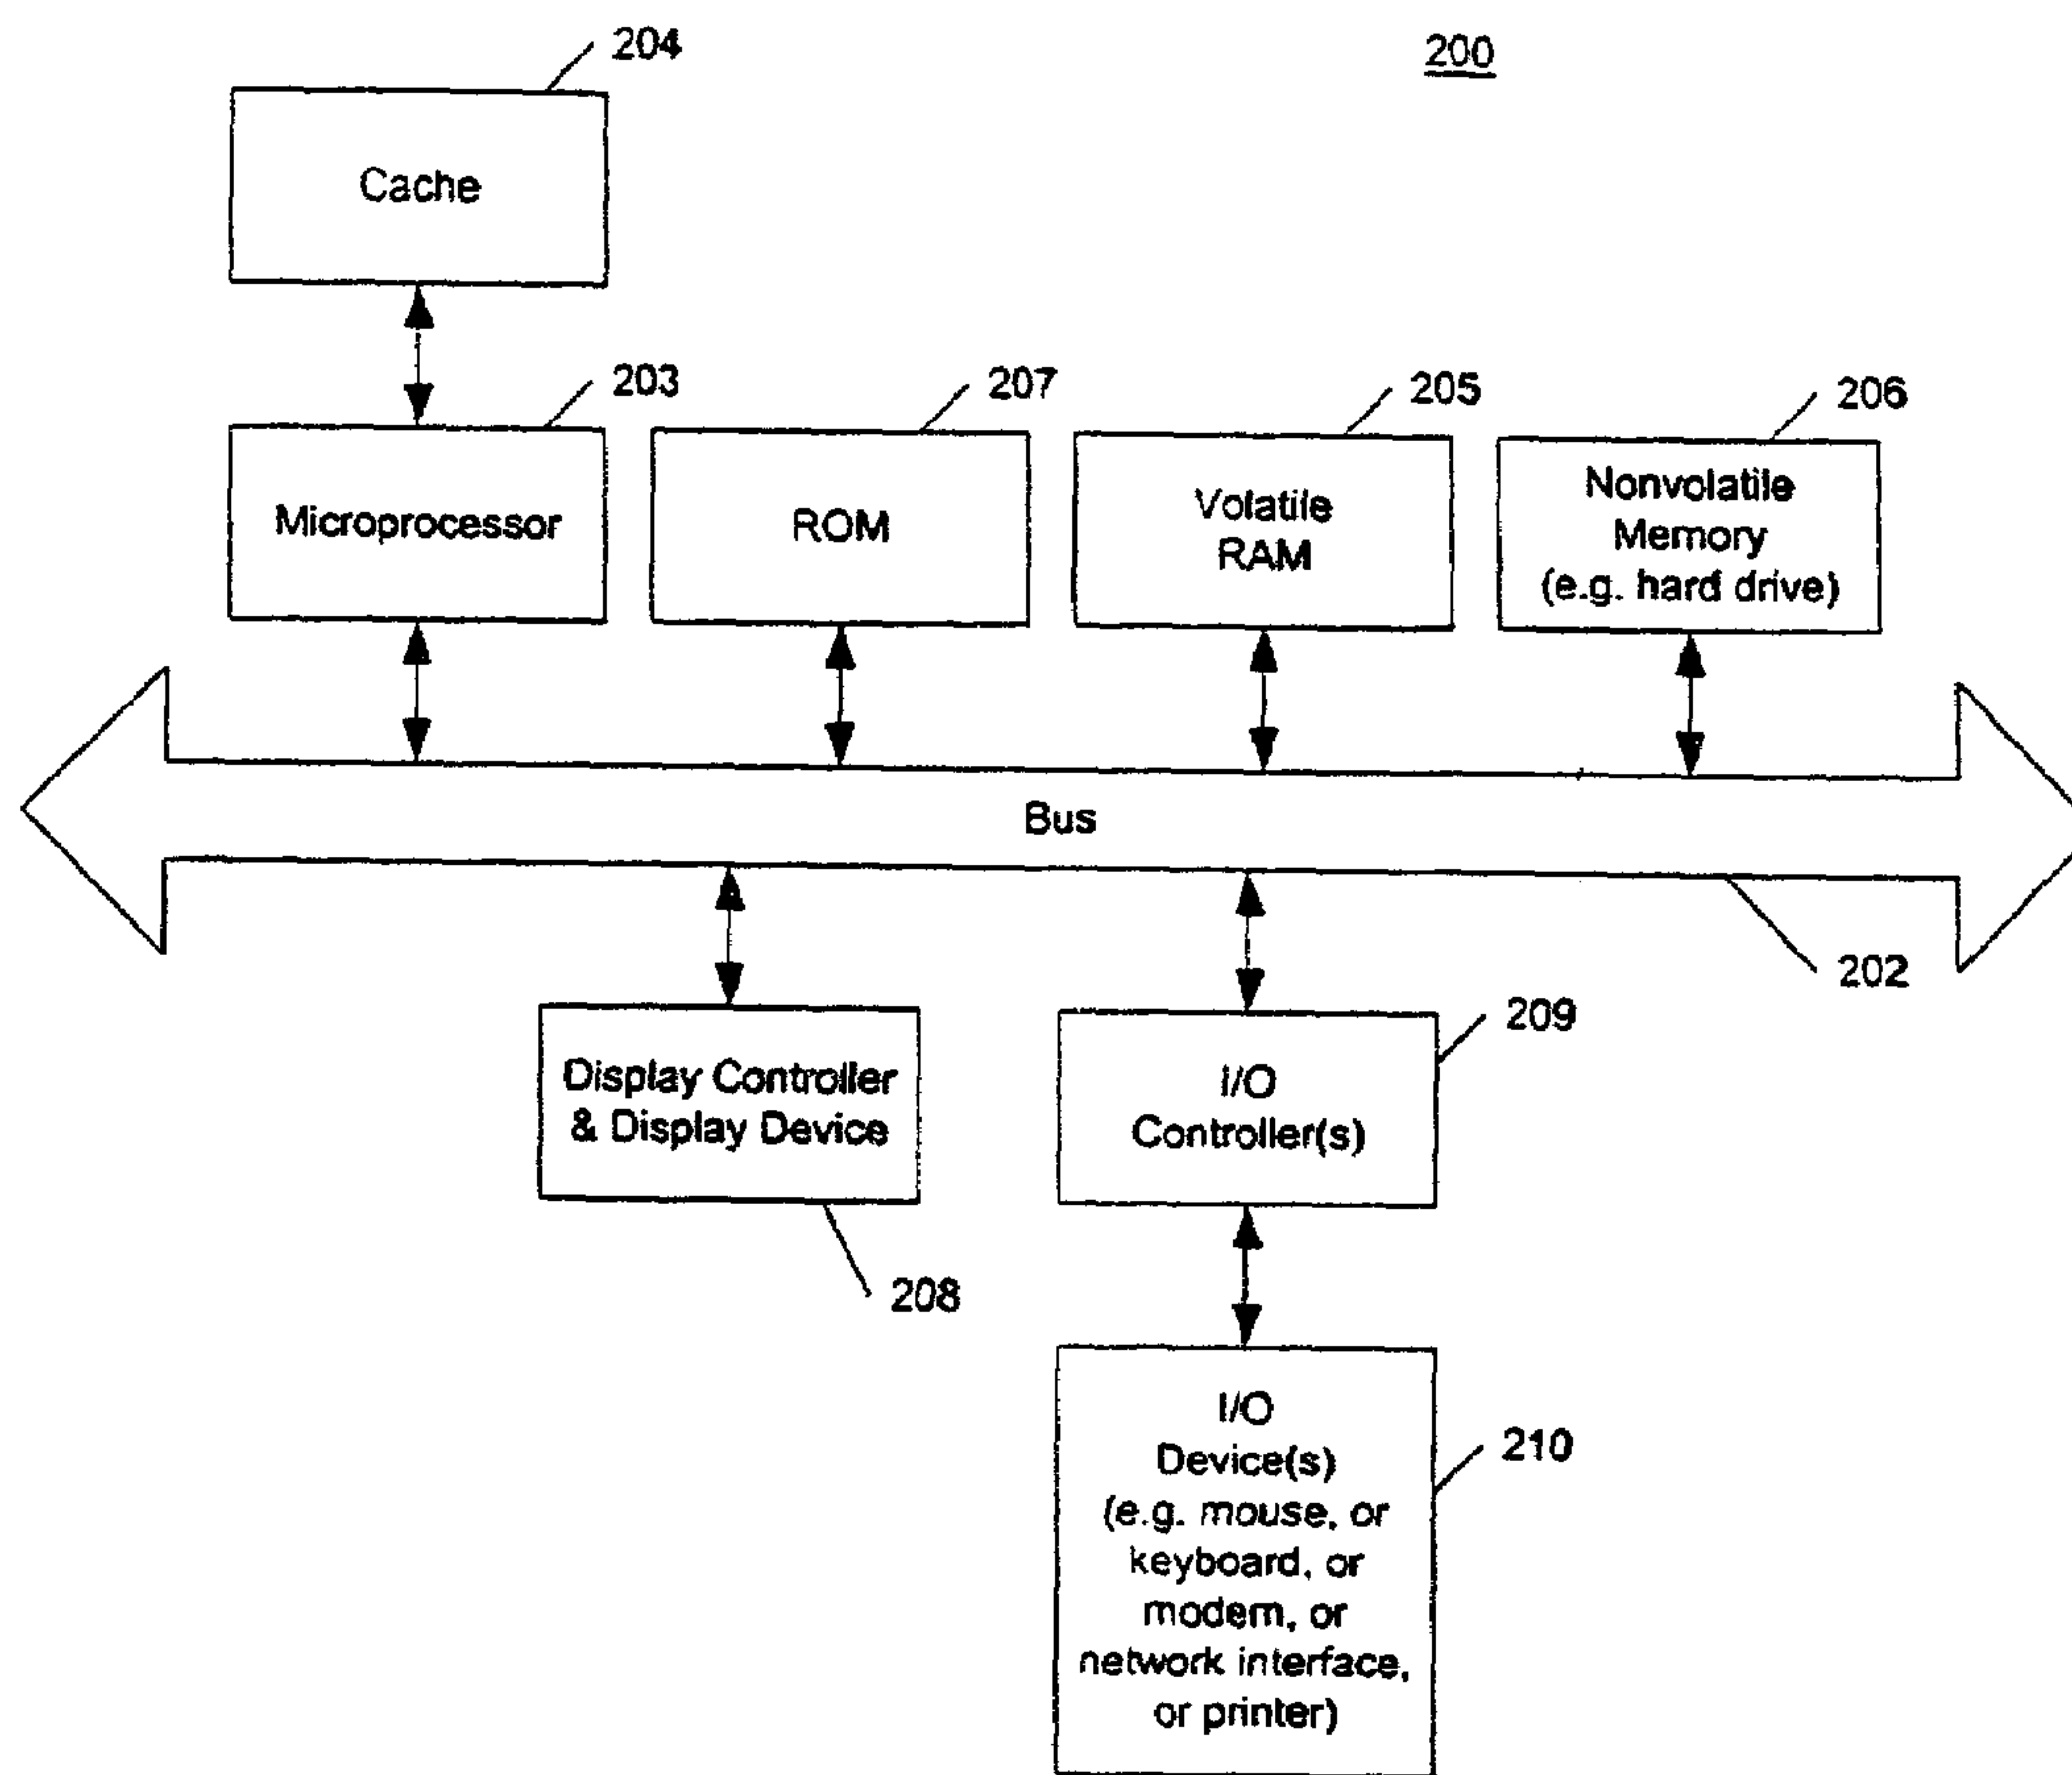 204
200
Cache
203
207
205
206
Microprocessor
ROM
Volatile
RAM
Nonvolatile
Memory
(e.g. hard drive)
Bus
202
Display Controller
& Display Device
208
209
I/O
Controller(s)
I/O
Device(s)
(e.g. mouse, or
keyboard, or
modem, or
network interface,
or printer)
210